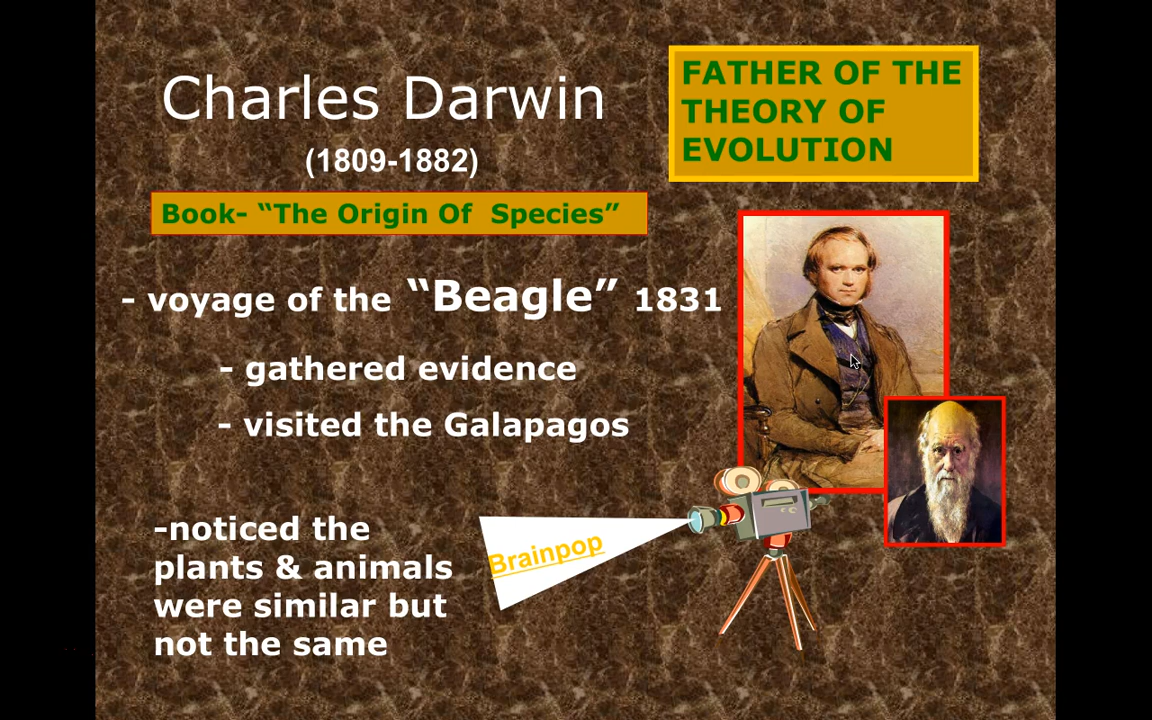 Charles Darwin
(1809-1882)
FATHER OF THE
THEORY OF
EVOLUTION
Book- “The Origin Of Species”
- voyage of the “Beagle” 1831
- gathered evidence
- visited the Galapagos
-noticed the
plants & animals
were similar but
not the same
Brainpop